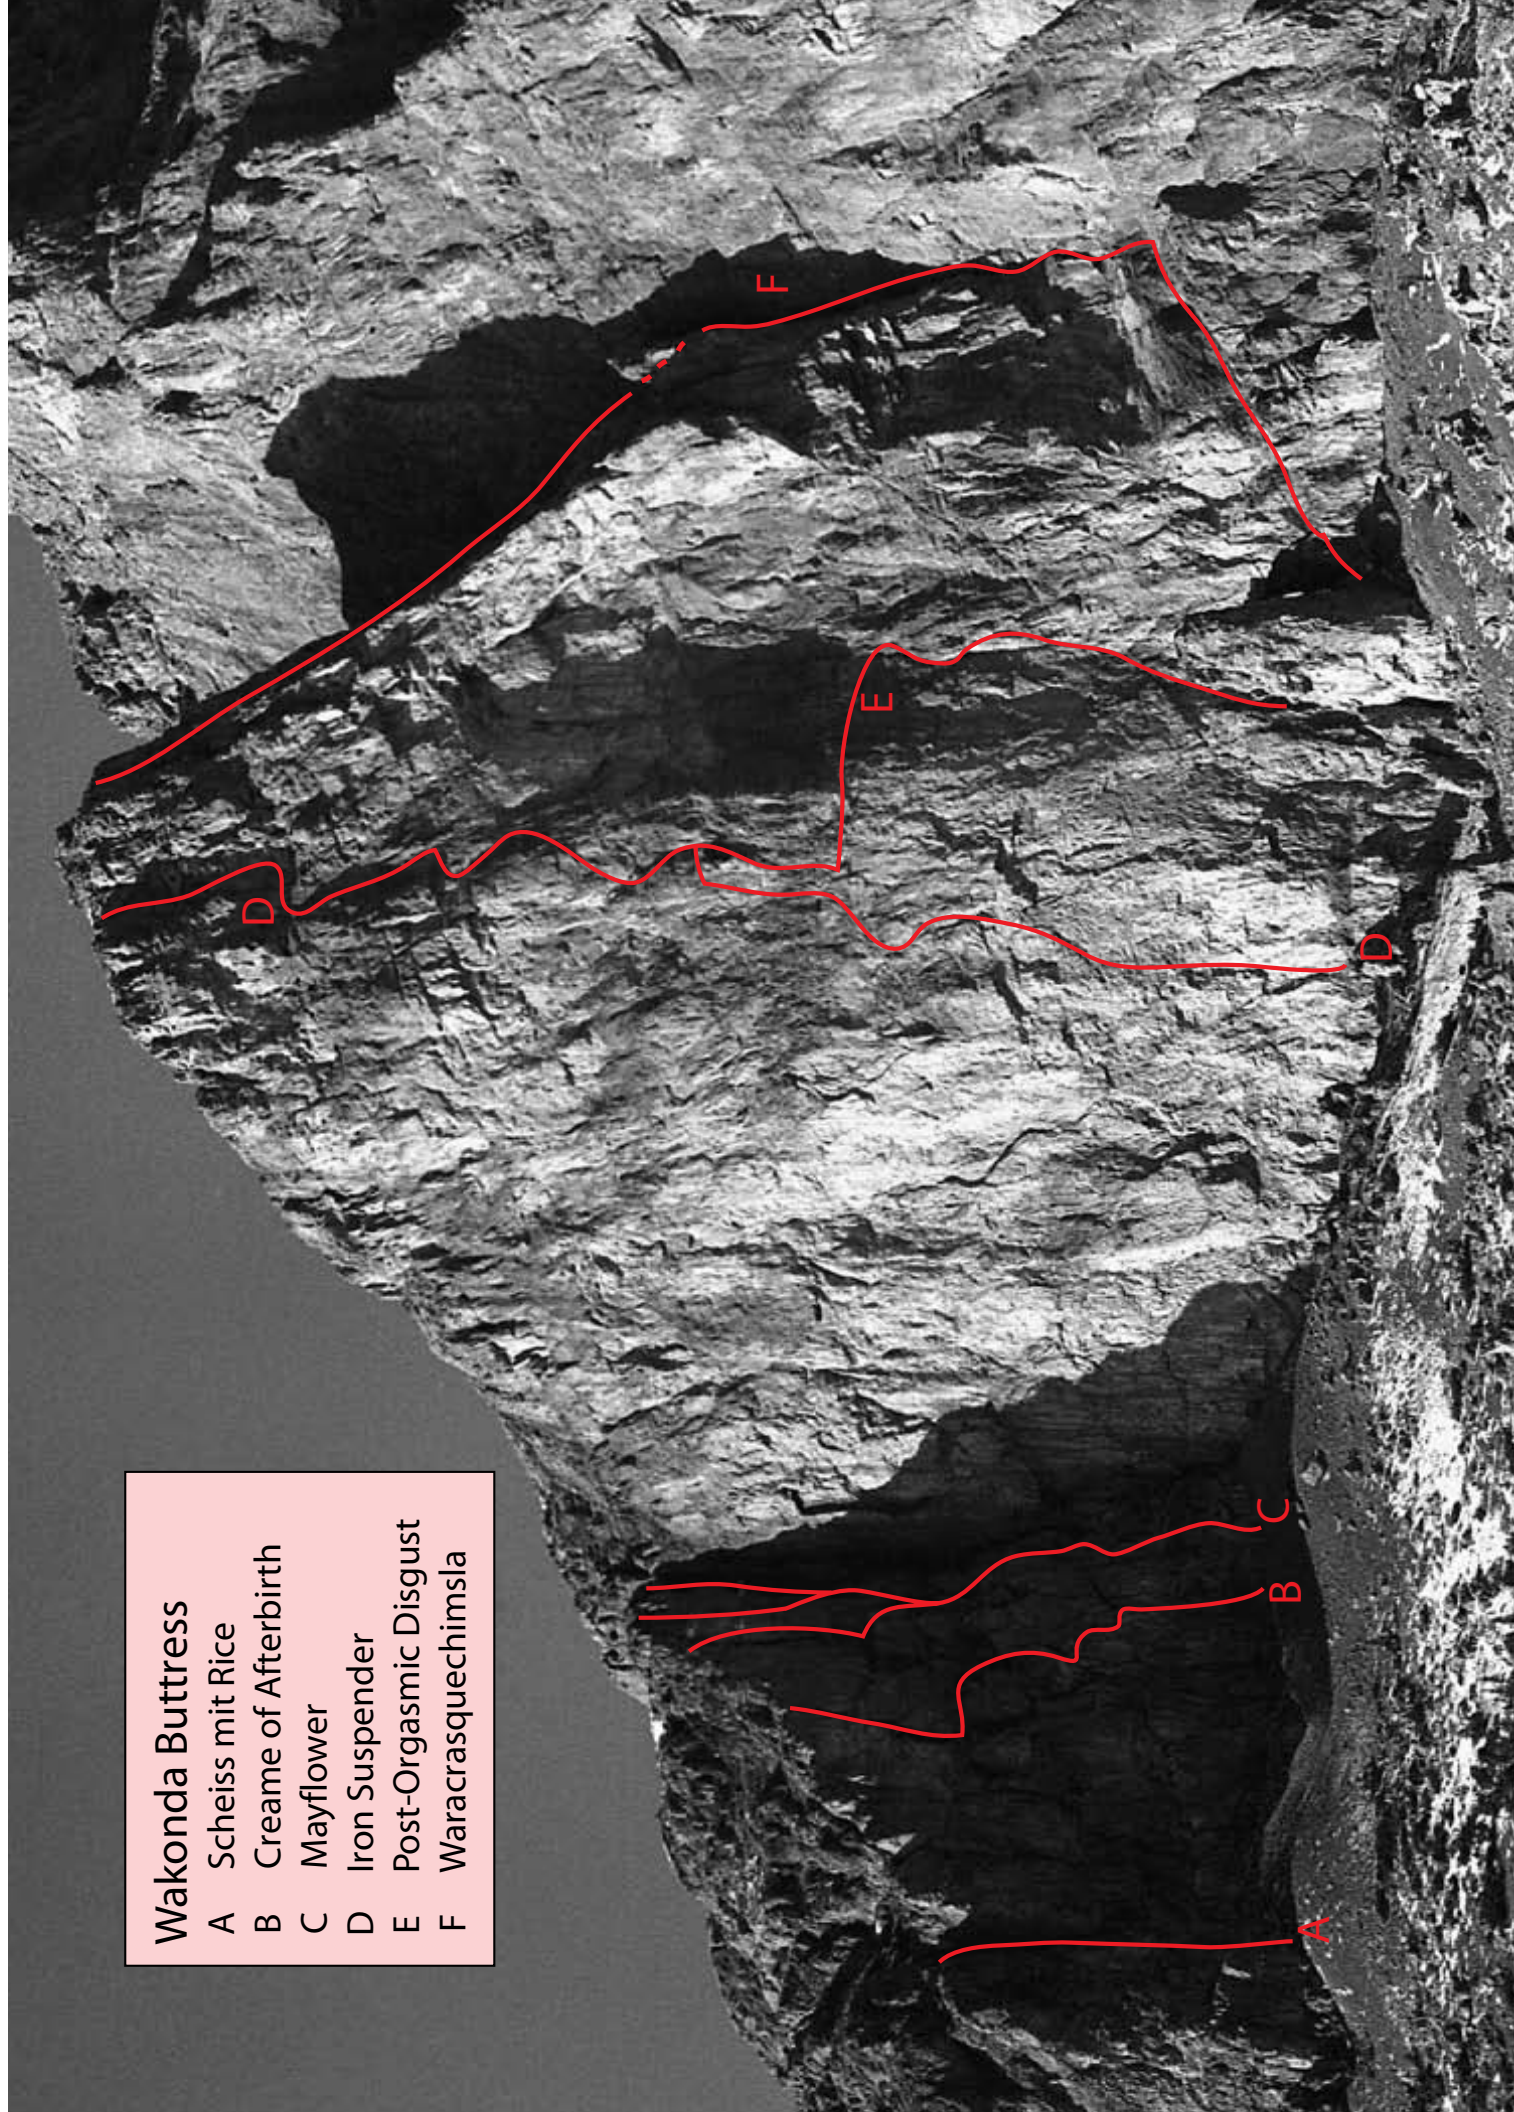 Wakonda Buttress
A Scheiss mit Rice
B Creame of Afterbirth
C Mayflower
D Iron Suspender
E Post-Orgasmic Disgust
F Waracrasquechimsla
A
B
C
D
D
E
F